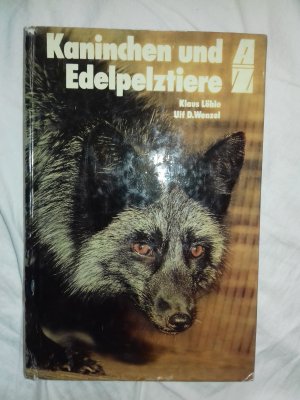 Kaninchen und
Edelpelztiere
A/Z
Klaus Löhle
Ulf D. Wenzel